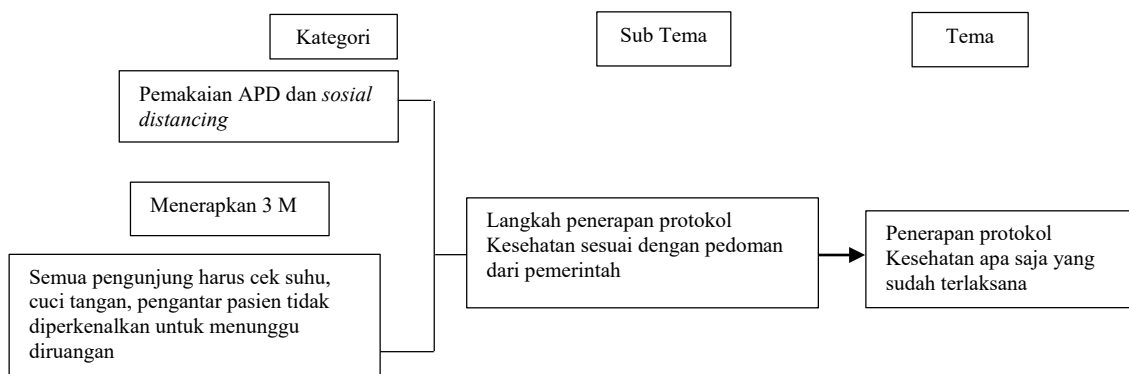 Kategori
Sub Tema
Tema
Pemakaian APD dan sosial
distancing
Menerapkan 3 M
Semua pengunjung harus cek suhu,
cuci tangan, pengantar pasien tidak
diperkenalkan untuk menunggu
diruangan
Langkah penerapan protokol
Kesehatan sesuai dengan pedoman
dari pemerintah
Penerapan protokol
Kesehatan apa saja yang
sudah terlaksana